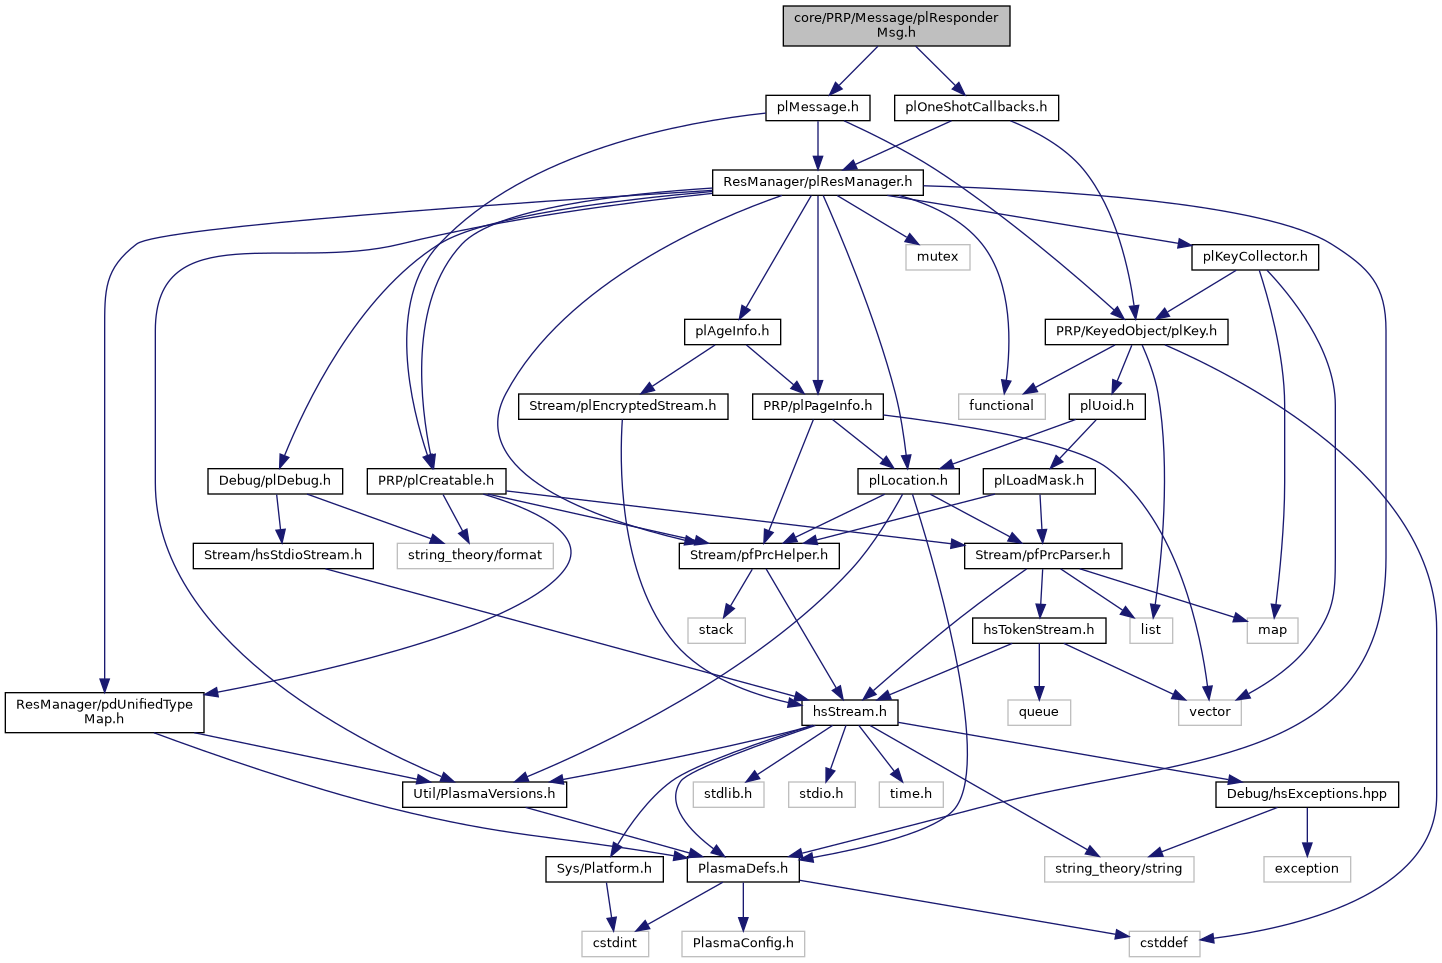 core/PRP/Message/plResponder
Msg.h
plMessage.h
plOneShotCallbacks.h
ResManager/plResManager.h
mutex
plKeyCollector.h
plAgeInfo.h
PRP/KeyedObject/plKey.h
Stream/plEncryptedStream.h
PRP/plPageInfo.h
functional
plUoid.h
Debug/plDebug.h
PRP/plCreatable.h
plLocation.h
plLoadMask.h
Stream/hsStdioStream.h
string_theory/format
Stream/pfPrcHelper.h
Stream/pfPrcParser.h
stack
hsTokenStream.h
list
map
ResManager/pdUnifiedType
Map.h
hsStream.h
queue
vector
Util/PlasmaVersions.h
stdlib.h
stdio.h
time.h
Debug/hsExceptions.hpp
Sys/Platform.h
PlasmaDefs.h
string_theory/string
exception
cstdint
PlasmaConfig.h
cstddef